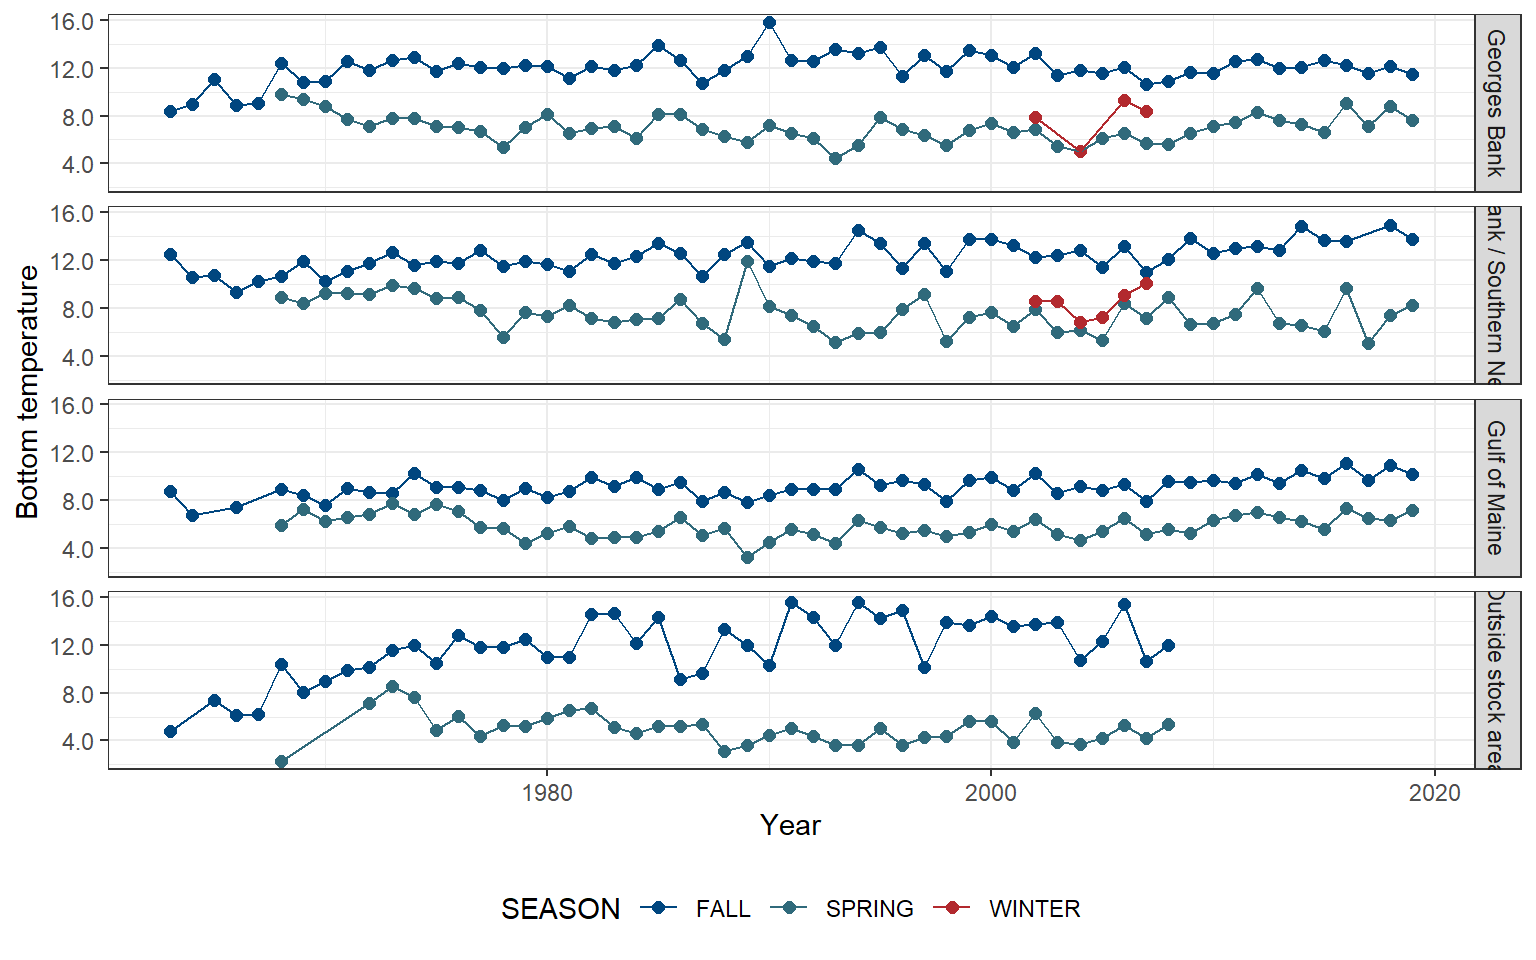 Bottom temperature
16.0
12.0
8.0
4.0
Georges Bank
16.0
12.0
8.0
4.0
/ Southern
16.0
12.0
8.0
4.0
Gulf of Maine
16.0
12.0
8.0
4.0
Outside stock area
1980
2000
2020
Year
SEASON FALL SPRING WINTER